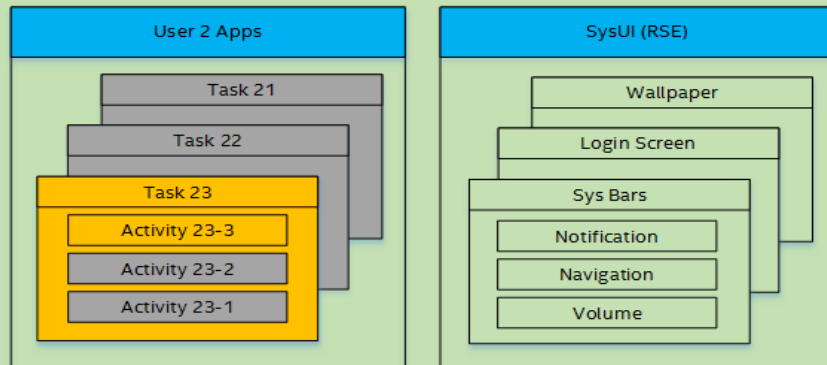 User 2 Apps
Task 21
Task 22
Task 23
Activity 23-3
Activity 23-2
Activity 23-1
SysUI (RSE)
Wallpaper
Login Screen
Sys Bars
Notification
Navigation
Volume